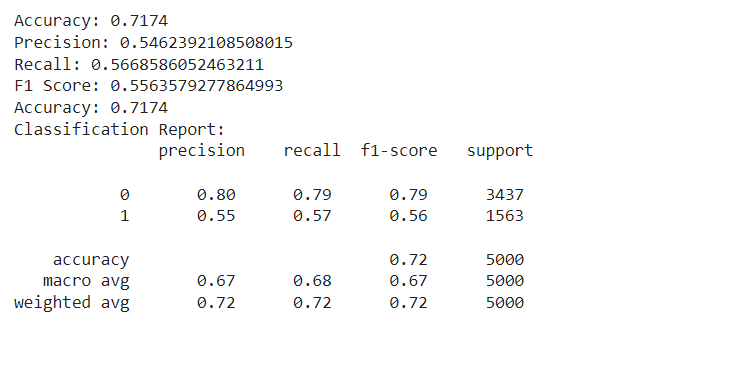 Accuracy: 0.7174
Precision: 0.5462392108508015
Recall: 0.5668586052463211
F1 Score: 0.5563579277864993
Accuracy: 0.7174
Classification Report:
              precision    recall  f1-score   support

           0       0.80      0.79      0.79      3437
           1       0.55      0.57      0.56      1563

    accuracy                           0.72      5000
   macro avg       0.67      0.68      0.67      5000
weighted avg       0.72      0.72      0.72      5000